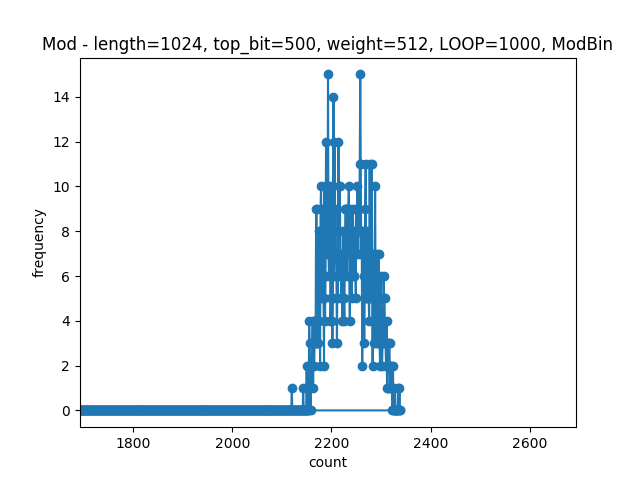 Mod - length=1024, top_bit=500, weight=512, LOOP=1000, ModBin
14
12
10
8
6
4
2
0
frequency
1800 2000 2200 2400 2600
count